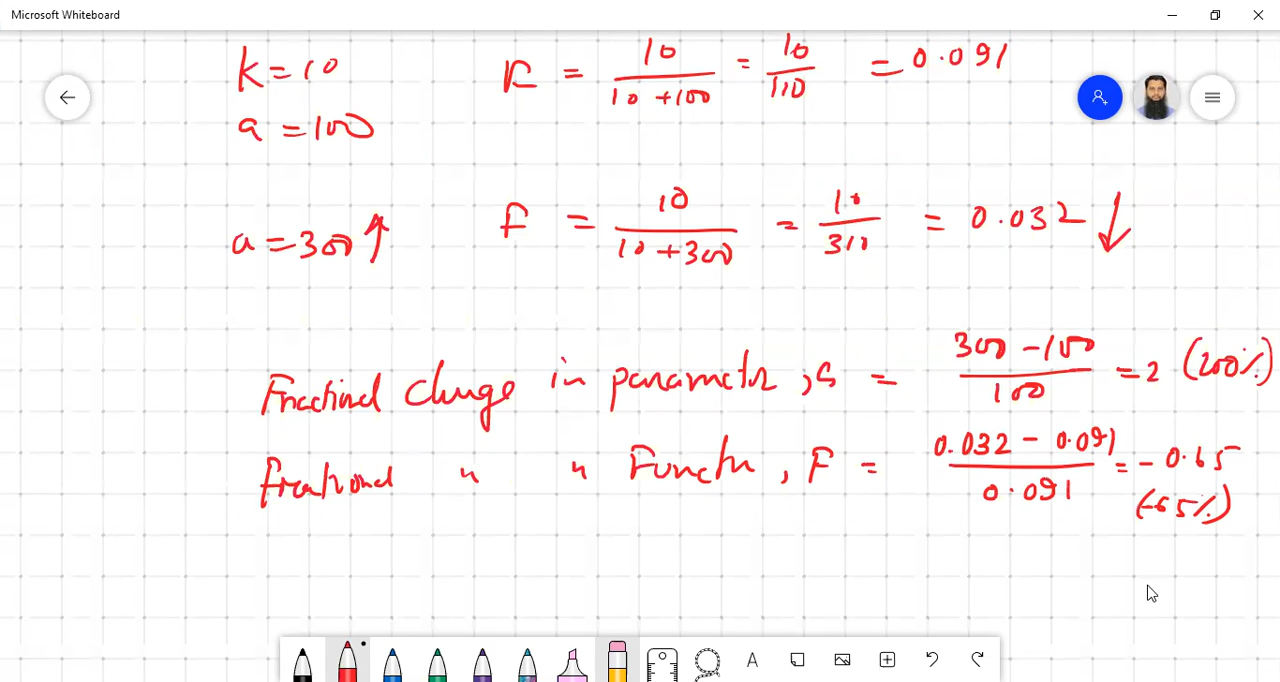 Microsoft Whiteboard
K = 10
F = 10 / (10 + 100) = 10 / 110 = 0.091
a = 100
a = 300 ↑
F = 10 / (10 + 300) = 10 / 310 = 0.032 ↓
Fractional change in parameter, a = (300 - 100) / 100 = 2 (200%)
Fractional " " Functn, F = (0.032 - 0.091) / 0.091 = -0.65
(-65%)